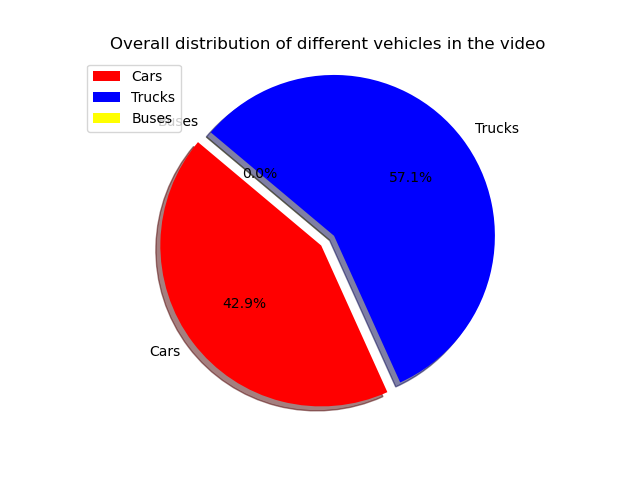 Overall distribution of different vehicles in the video
Cars
Trucks
Buses
Buses
Trucks
0.0%
57.1%
42.9%
Cars